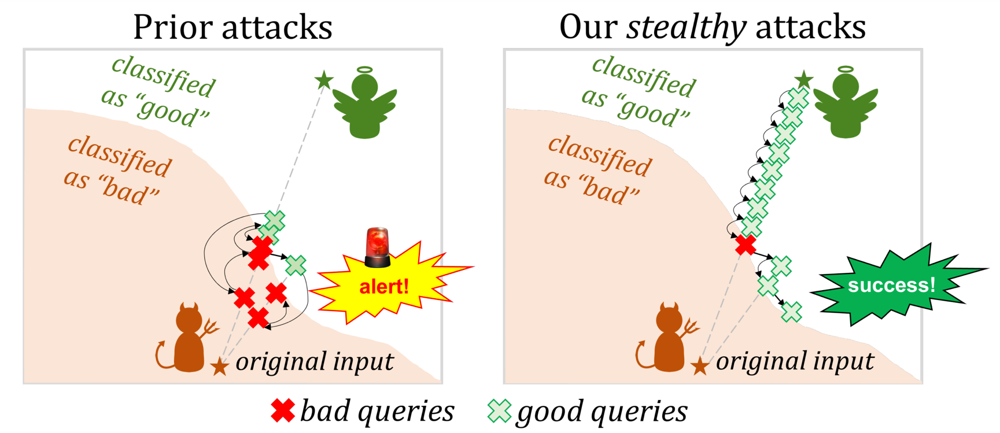 Prior attacks
classified
as “good”
classified
as “bad”
alert!
original input
Our stealthy attacks
classified
as “good”
classified
as “bad”
success!
original input
bad queries
good queries